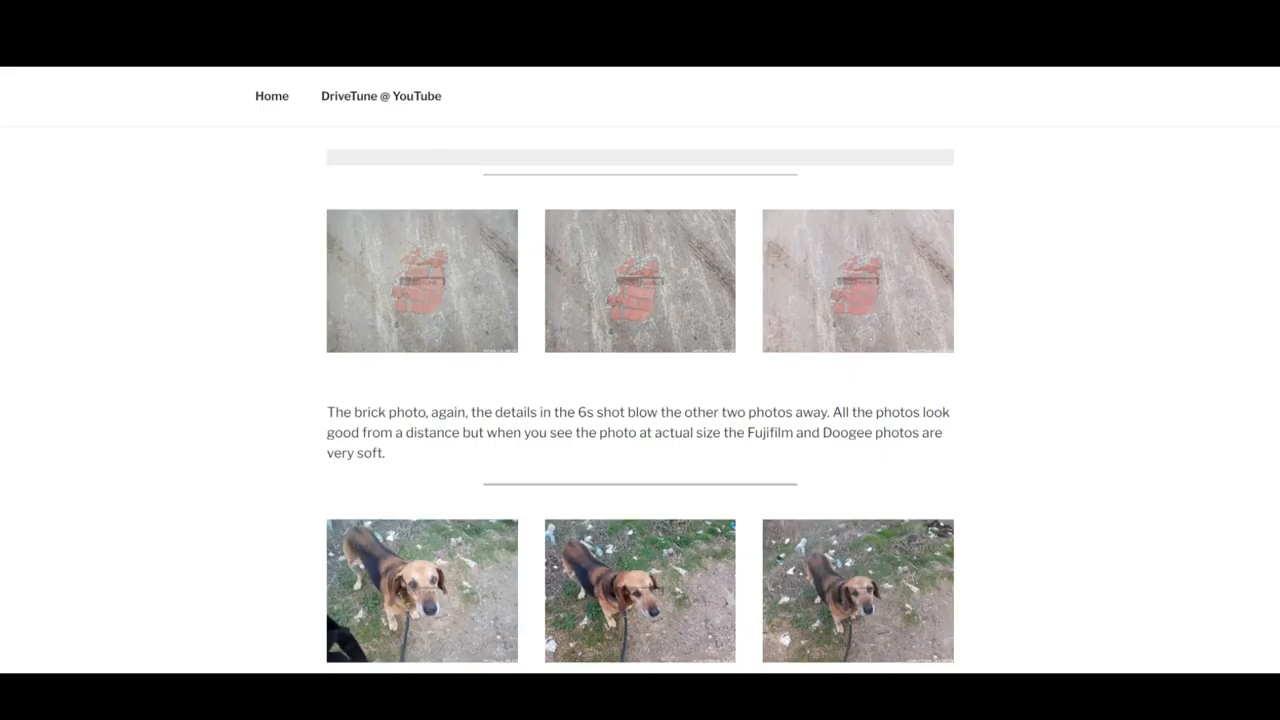 Home
DriveTune @ YouTube
The brick photo, again, the details in the 6s shot blow the other two photos away. All the photos look
good from a distance but when you see the photo at actual size the Fujifilm and Doogee photos are
very soft.